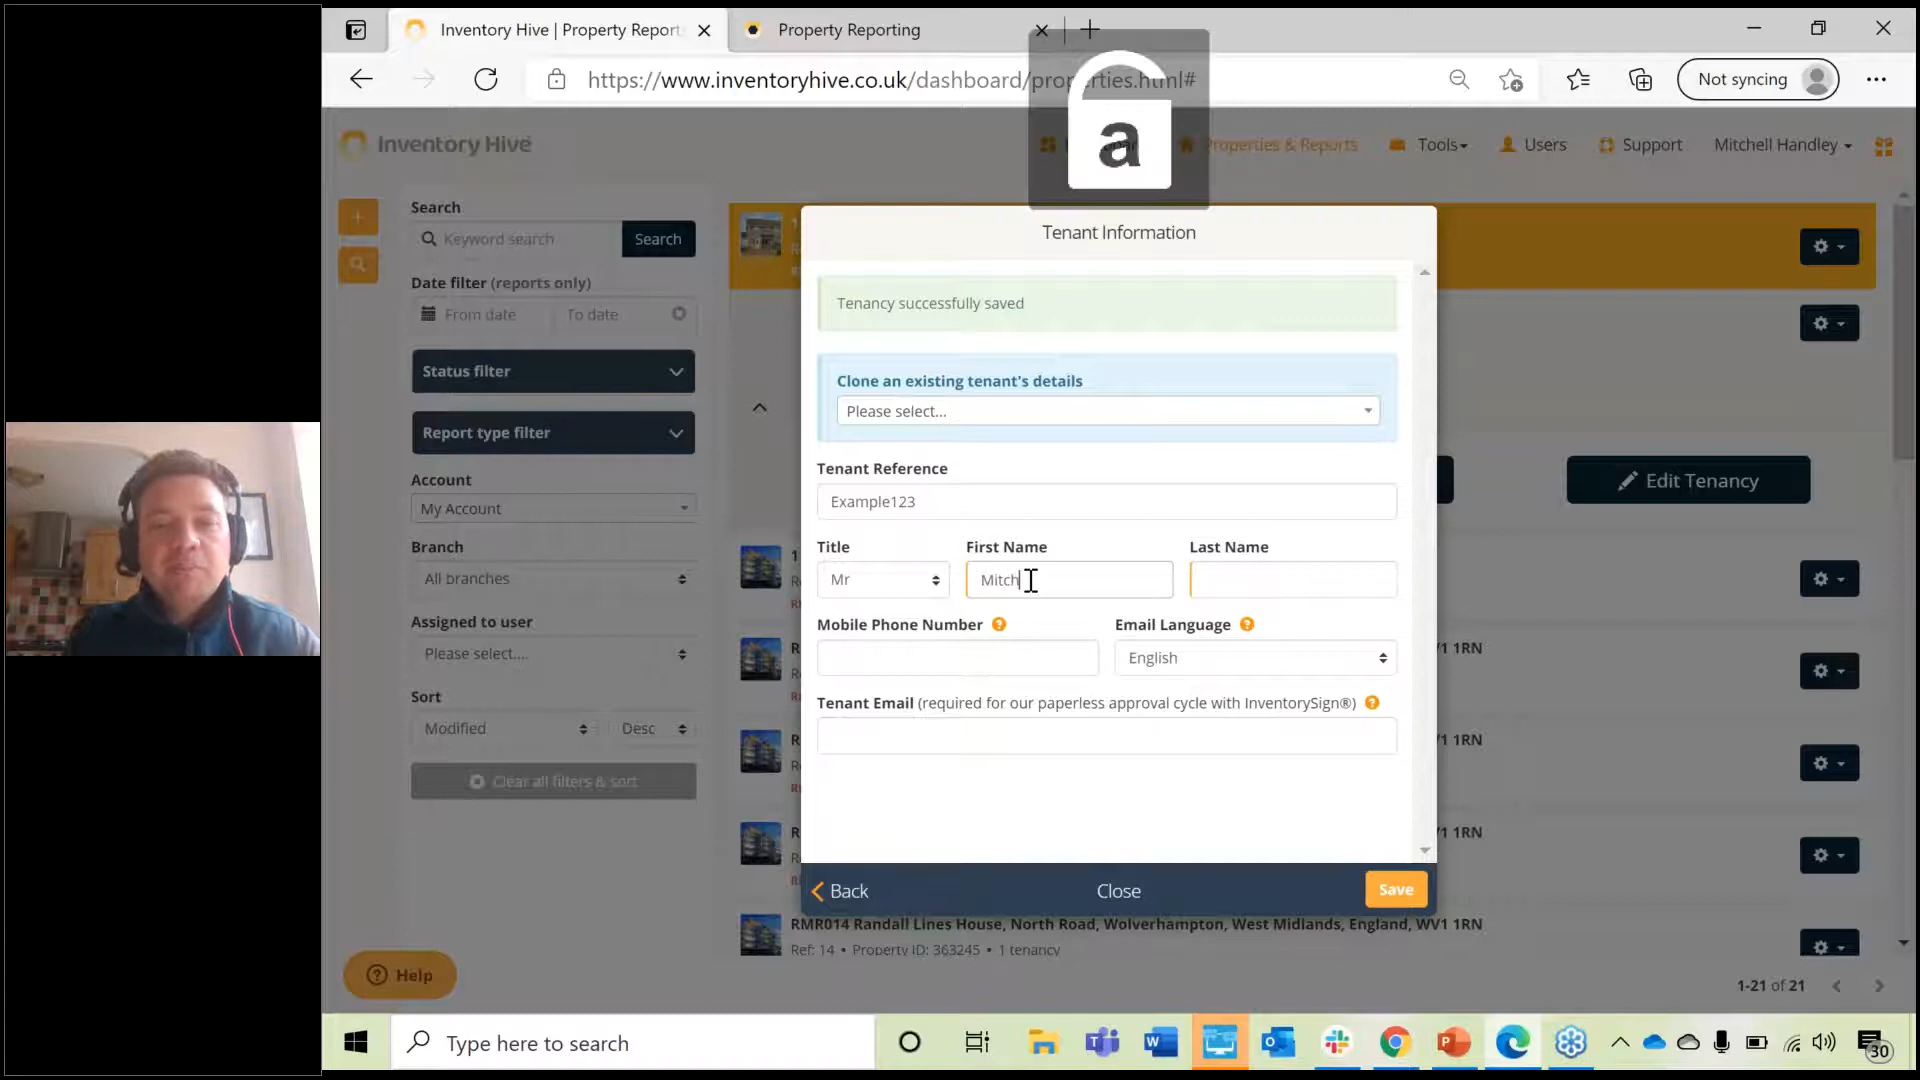 Inventory Hive | Property Report
Property Reporting
https://www.inventoryhive.co.uk/dashboard/properties.html#
Not syncing
a
Inventory Hive
Properties & Reports
Tools
Users
Support
Mitchell Handley
Search
Keyword search
Search
Date filter (reports only)
From date
To date
Status filter
Report type filter
Account
My Account
Branch
All branches
Assigned to user
Please select....
Sort
Modified
Desc
Clear all filters & sort
Help
Tenant Information
Tenancy successfully saved
Clone an existing tenant's details
Please select...
Tenant Reference
Example123
Title
First Name
Last Name
Mr
Mitch
Mobile Phone Number
Email Language
English
Tenant Email (required for our paperless approval cycle with InventorySign®)
Back
Close
Save
Edit Tenancy
V1 1RN
V1 1RN
V1 1RN
RMR014 Randall Lines House, North Road, Wolverhampton, West Midlands, England, WV1 1RN
Ref: 14 • Property ID: 363245 • 1 tenancy
1-21 of 21
Type here to search
30